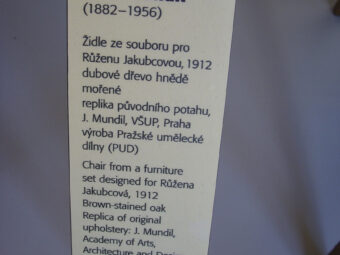 (1882–1956)
Židle ze souboru pro
Růženu Jakubcovou, 1912
dubové dřevo hnědě
mořené
replika původního potahu,
J. Mundil, VŠUP, Praha
výroba Pražské umělecké
dílny (PUD)
Chair from a furniture
set designed for Růžena
Jakubcová, 1912
Brown-stained oak
Replica of original
upholstery: J. Mundil,
Academy of Arts,